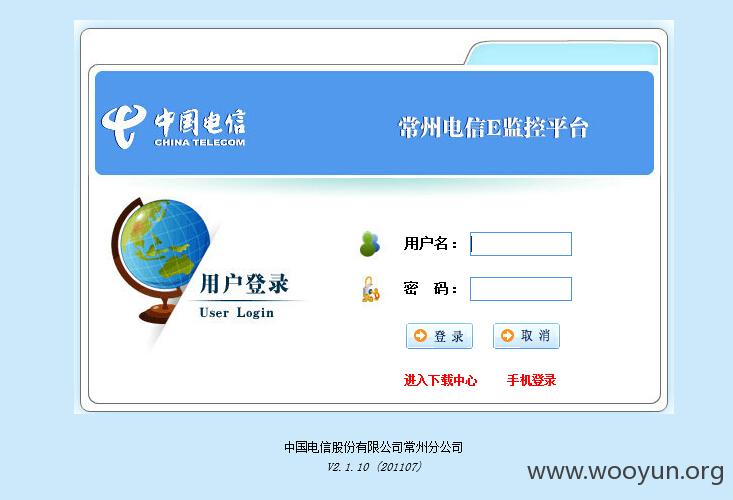 中国电信
CHINA TELECOM
常州电信E监控平台
用户登录
User Login
用户名：
密 码：
登 录
取 消
进入下载中心 手机登录
中国电信股份有限公司常州分公司
V2.1.10 (201107)
www.wooyun.org